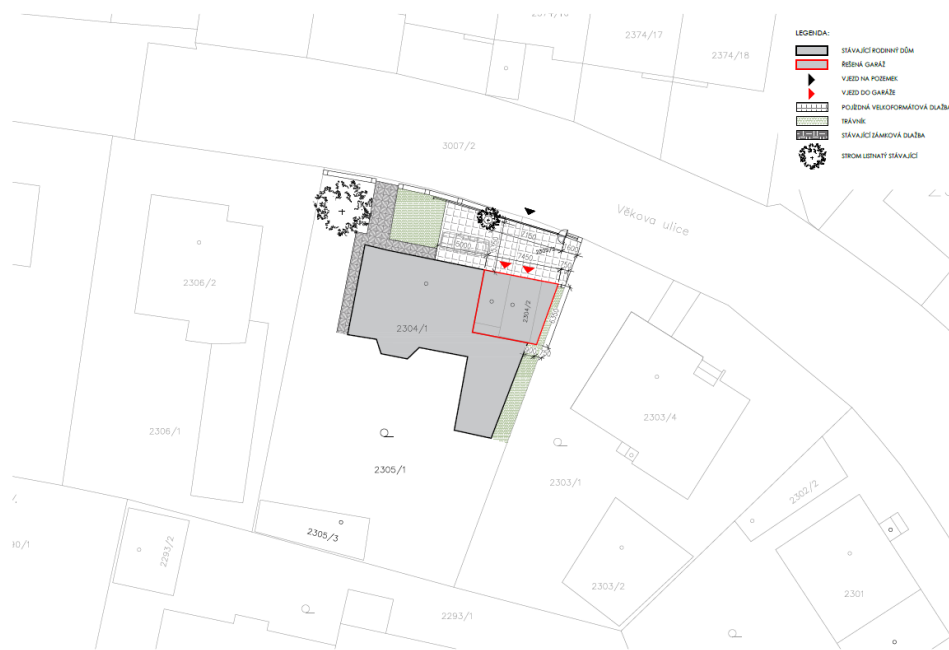 2374/17
2374/18
LEGENDA:
STÁVAJÍCÍ RODINNÝ DŮM
ŘEŠENÁ GARÁŽ
VJEZD NA POZEMEK
VJEZD DO GARÁŽE
POJÍZDNÁ VELKOFORMÁTOVÁ DLAŽBA
TRÁVNÍK
STÁVAJÍCÍ ZÁMKOVÁ DLAŽBA
STROM LISTNATÝ STÁVAJÍCÍ
3007/2
Věkova ulice
7160
5000
7450
2306/2
2304/1
2304/2
6350
2303/4
2306/1
2305/1
2303/1
2302/2
2305/3
2293/2
2303/2
2301
2293/1